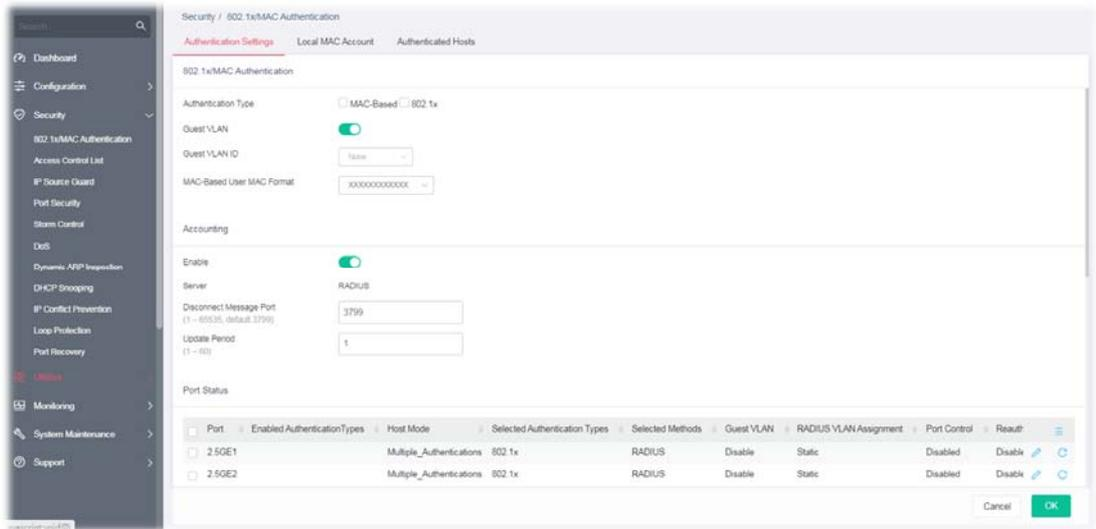 Search...
Dashboard
Configuration
Security
802.1x/MAC Authentication
Access Control List
IP Source Guard
Port Security
Storm Control
DoS
Dynamic ARP Inspection
DHCP Snooping
IP Conflict Prevention
Loop Protection
Port Recovery
Utilities
Monitoring
System Maintenance
Support
Security / 802.1x/MAC Authentication
Authentication Settings Local MAC Account Authenticated Hosts
802.1x/MAC Authentication
Authentication Type MAC-Based 802.1x
Guest VLAN
Guest VLAN ID None
MAC-Based User MAC Format XXXXXXXXXXXX
Accounting
Enable
Server RADIUS
Disconnect Message Port 3799
(1 ~ 65535, default 3799)
Update Period 1
(1 ~ 60)
Port Status
Port Enabled AuthenticationTypes Host Mode Selected Authentication Types Selected Methods Guest VLAN RADIUS VLAN Assignment Port Control Reauth
2.5GE1 Multiple_Authentications 802.1x RADIUS Disable Static Disabled Disable
2.5GE2 Multiple_Authentications 802.1x RADIUS Disable Static Disabled Disable
Cancel OK